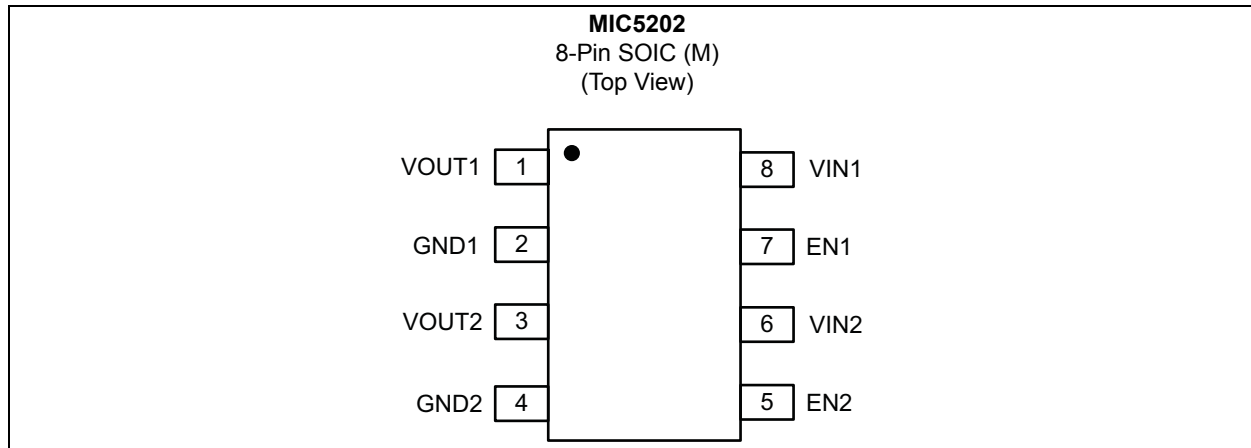 MIC5202
8-Pin SOIC (M)
(Top View)
VOUT1 1 8 VIN1
GND1 2 7 EN1
VOUT2 3 6 VIN2
GND2 4 5 EN2